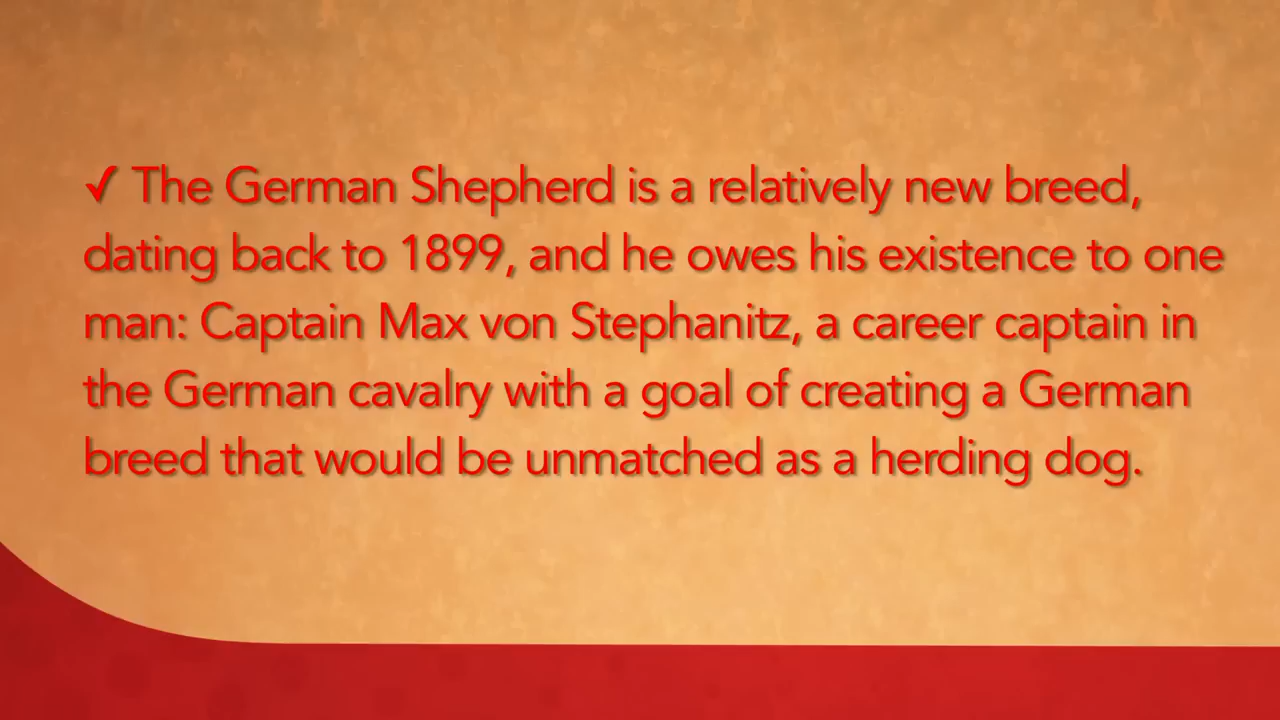 ✓ The German Shepherd is a relatively new breed,
dating back to 1899, and he owes his existence to one
man: Captain Max von Stephanitz, a career captain in
the German cavalry with a goal of creating a German
breed that would be unmatched as a herding dog.